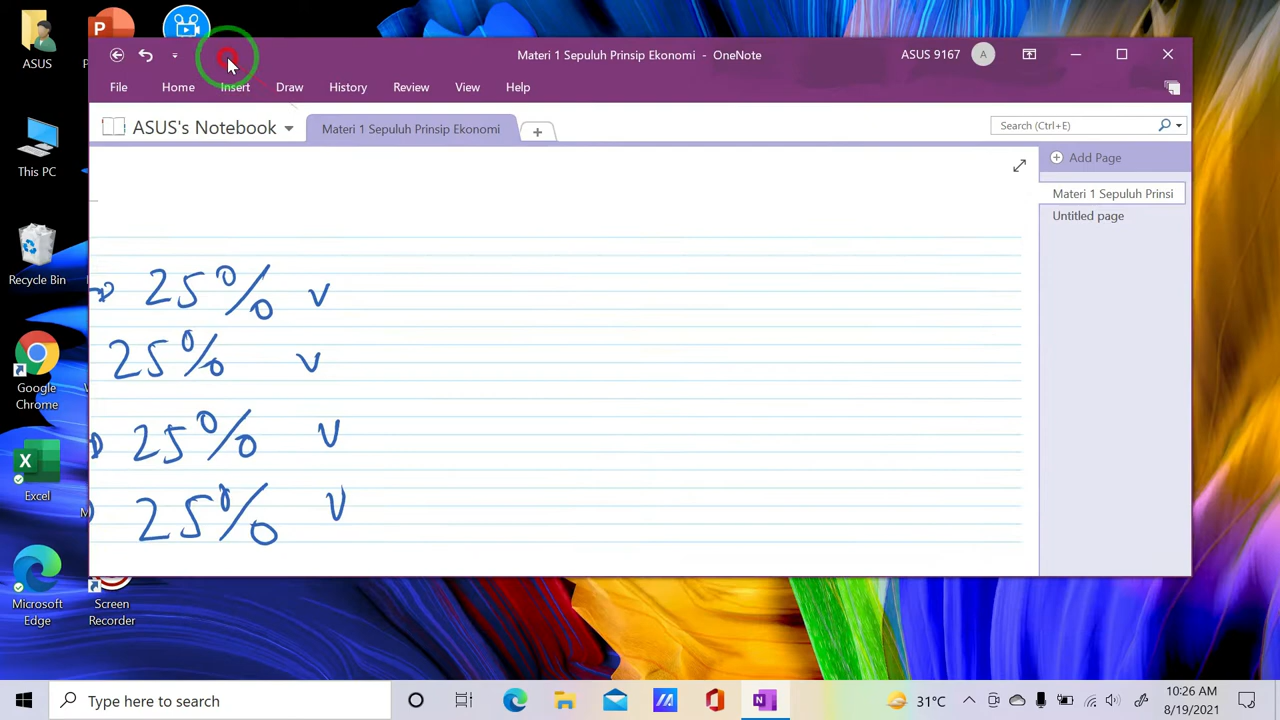 ASUS
Materi 1 Sepuluh Prinsip Ekonomi - OneNote
ASUS 9167
A
File Home Insert Draw History Review View Help
ASUS's Notebook
Materi 1 Sepuluh Prinsip Ekonomi
Search (Ctrl+E)
Add Page
Materi 1 Sepuluh Prinsi
Untitled page
This PC
Recycle Bin
Google
Chrome
Excel
Microsoft
Edge
Screen
Recorder
25% v
25% v
25% v
25% v
Type here to search
31°C
10:26 AM
8/19/2021